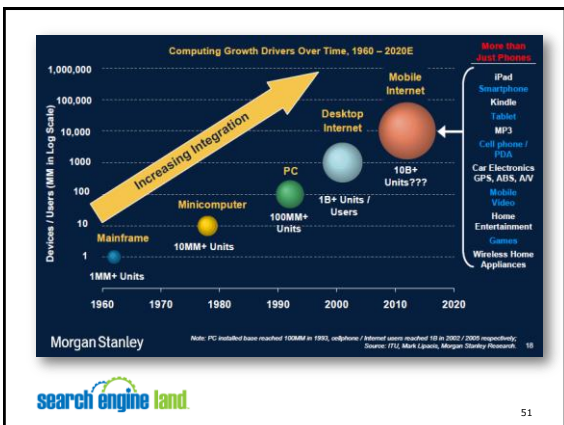 Computing Growth Drivers Over Time, 1960 – 2020E
More than
Just Phones
Devices / Users (MM in Log Scale)
1,000,000
100,000
10,000
1000
100
10
1
Increasing Integration
Mainframe
1MM+ Units
Minicomputer
10MM+ Units
PC
100MM+
Units
Desktop
Internet
1B+ Units /
Users
Mobile
Internet
10B+
Units???
iPad
Smartphone
Kindle
Tablet
MP3
Cell phone /
PDA
Car Electronics
GPS, ABS, A/V
Mobile
Video
Home
Entertainment
Games
Wireless Home
Appliances
1960 1970 1980 1990 2000 2010 2020
Morgan Stanley
Note: PC installed base reached 100MM in 1993, cellphone / Internet users reached 1B in 2002 / 2005 respectively;
Source: ITU, Mark Lipacis, Morgan Stanley Research.
18
search engine land
51